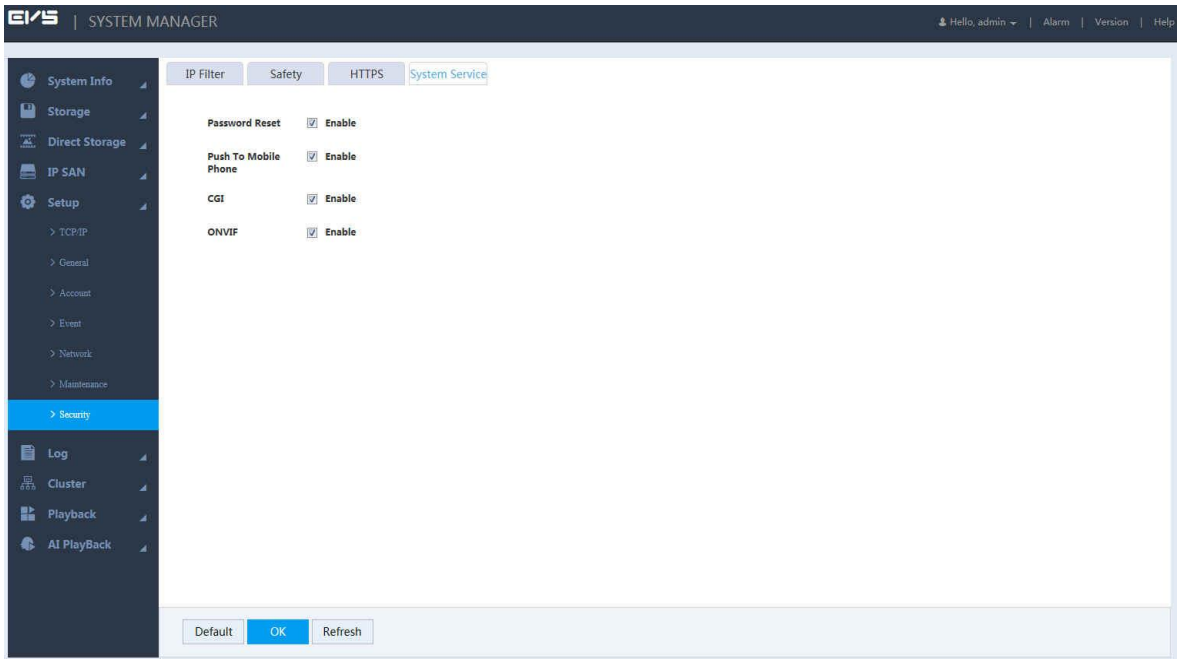 EVS | SYSTEM MANAGER
Hello, admin | Alarm | Version | Help
IP Filter Safety HTTPS System Service
System Info
Storage
Direct Storage
IP SAN
Setup
> TCP/IP
> General
> Account
> Event
> Network
> Maintenance
> Security
Log
Cluster
Playback
AI PlayBack
Password Reset Enable
Push To Mobile
Phone Enable
CGI Enable
ONVIF Enable
Default OK Refresh